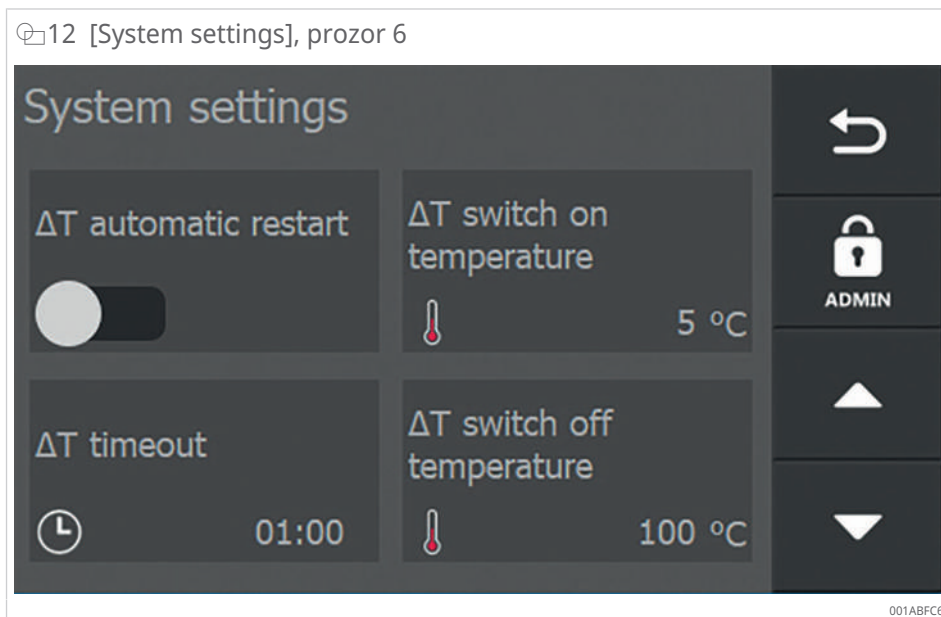 12 [System settings], prozor 6
System settings
ΔT automatic restart
ΔT switch on
temperature
5 °C
ADMIN
ΔT timeout
01:00
ΔT switch off
temperature
100 °C
001ABFC6